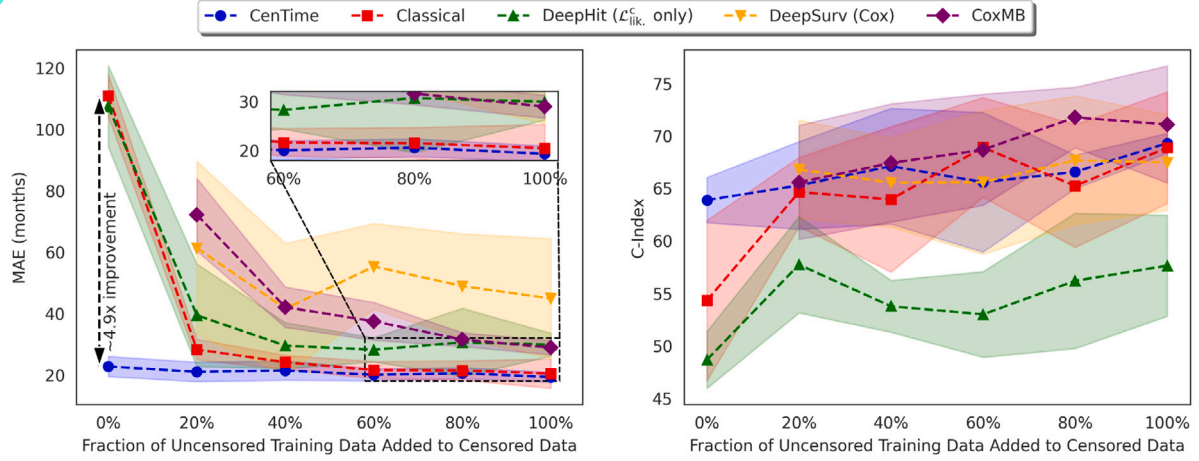 CenTime Classical DeepHit (ℒᶜₗᵢₖ. only) DeepSurv (Cox) CoxMB
120
100
80
60
40
20
MAE (months)
~4.9x improvement
30
20
60% 80% 100%
0% 20% 40% 60% 80% 100%
Fraction of Uncensored Training Data Added to Censored Data
75
70
65
60
55
50
45
C-Index
0% 20% 40% 60% 80% 100%
Fraction of Uncensored Training Data Added to Censored Data